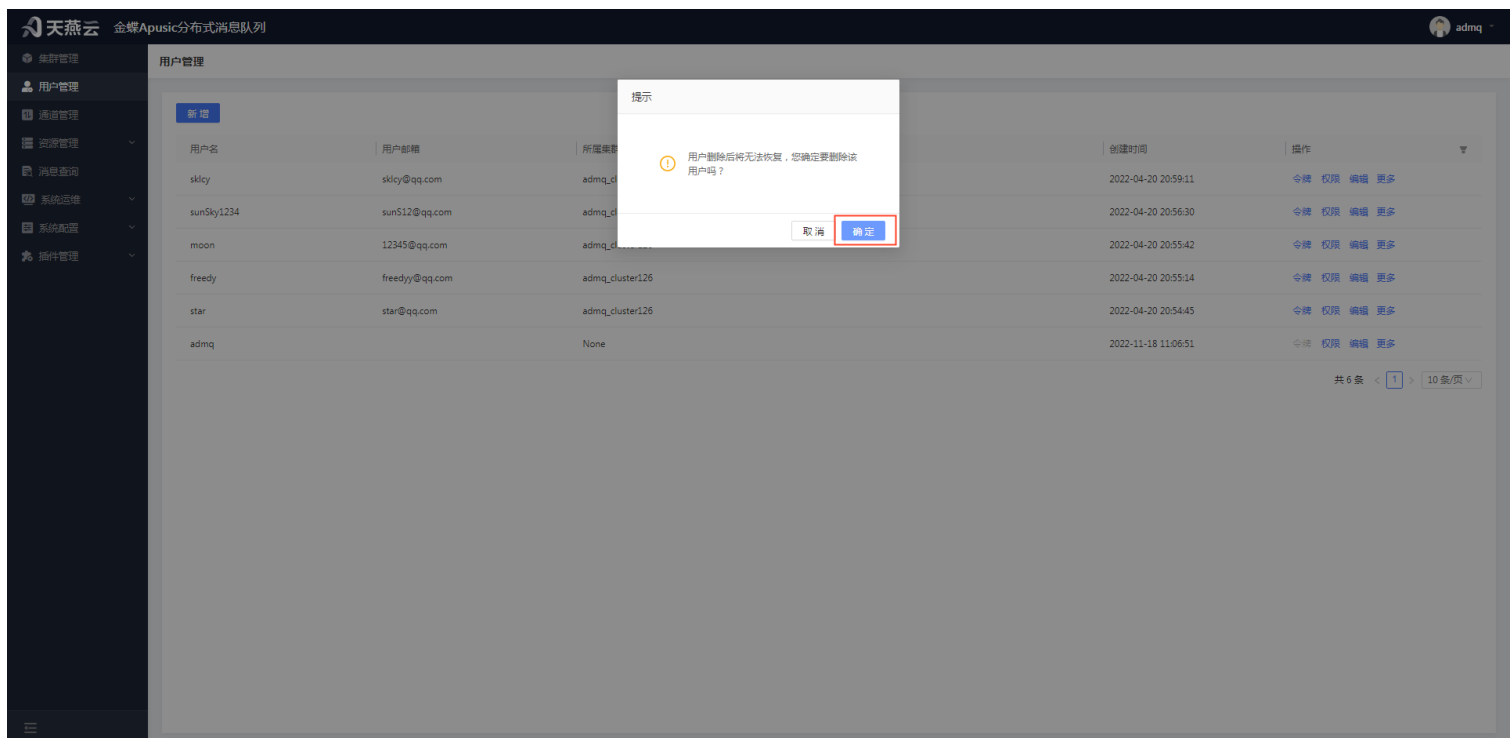 天燕云 金蝶Apusic分布式消息队列
admq
集群管理
用户管理
通道管理
资源管理
消息查询
系统运维
系统配置
插件管理
用户管理
新增
用户名 用户邮箱 所属集群 创建时间 操作
sklcy sklcy@qq.com admq_cl 2022-04-20 20:59:11 令牌 权限 编辑 更多
sunSky1234 sunS12@qq.com admq_cl 2022-04-20 20:56:30 令牌 权限 编辑 更多
moon 12345@qq.com 2022-04-20 20:55:42 令牌 权限 编辑 更多
freedy freedyy@qq.com admq_cluster126 2022-04-20 20:55:14 令牌 权限 编辑 更多
star star@qq.com admq_cluster126 2022-04-20 20:54:45 令牌 权限 编辑 更多
admq None 2022-11-18 11:06:51 令牌 权限 编辑 更多
共6条 < 1 > 10条/页
提示
用户删除后将无法恢复，您确定要删除该
用户吗？
取消 确定